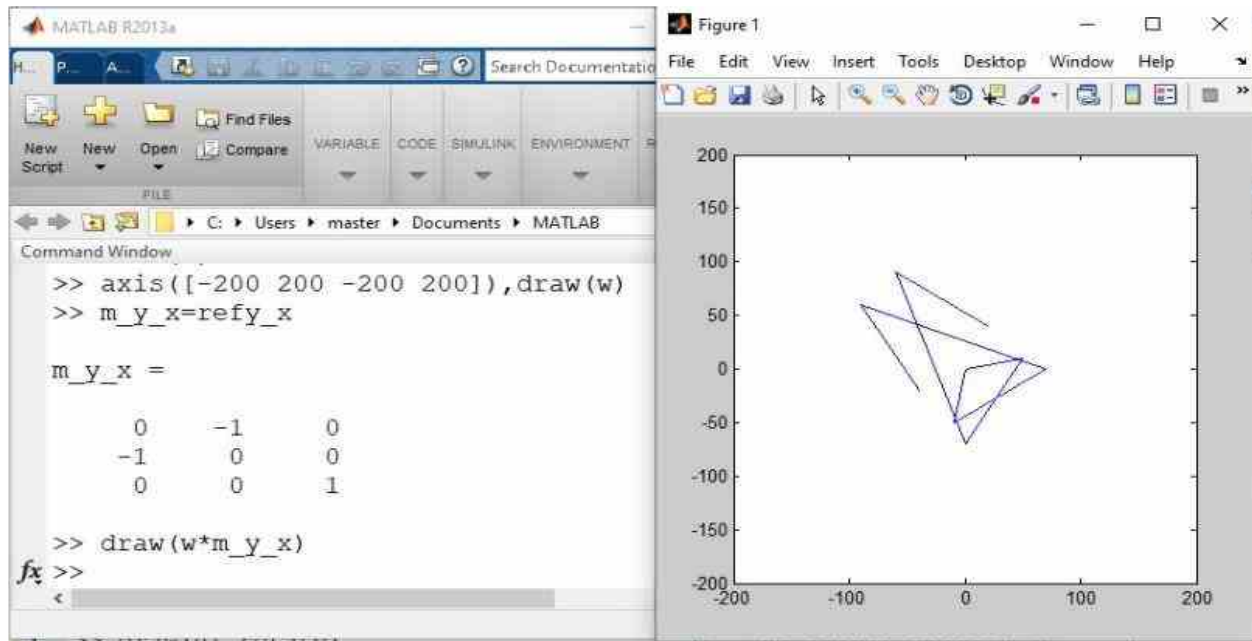 MATLAB R2013a
H... P... A... Search Documentatio
New Script New Open Find Files Compare VARIABLE CODE SIMULINK ENVIRONMENT R
FILE
C: Users master Documents MATLAB
Command Window
>> axis([-200 200 -200 200]),draw(w)
>> m_y_x=refy_x
m_y_x =
0 -1 0
-1 0 0
0 0 1
>> draw(w*m_y_x)
fx >>
Figure 1
File Edit View Insert Tools Desktop Window Help
200
150
100
50
0
-50
-100
-150
-200
-200 -100 0 100 200